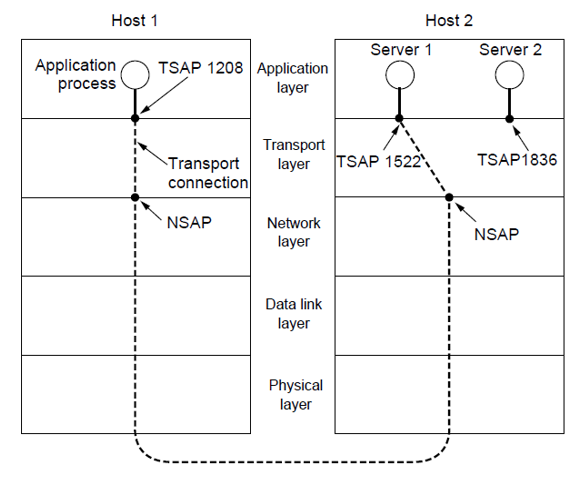 Host 1
Host 2
Application
process
TSAP 1208
Application
layer
Server 1
Server 2
Transport
layer
TSAP 1522
TSAP1836
Transport
connection
NSAP
Network
layer
NSAP
Data link
layer
Physical
layer